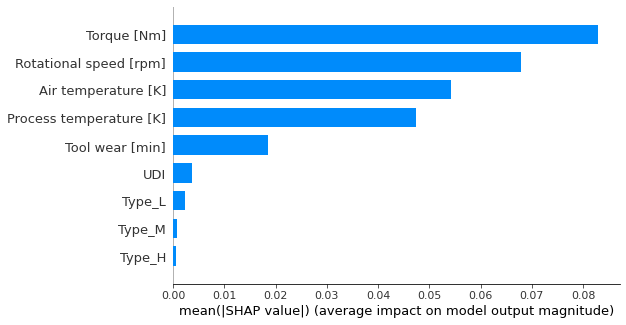 Torque [Nm]
Rotational speed [rpm]
Air temperature [K]
Process temperature [K]
Tool wear [min]
UDI
Type_L
Type_M
Type_H
0.00 0.01 0.02 0.03 0.04 0.05 0.06 0.07 0.08
mean(|SHAP value|) (average impact on model output magnitude)